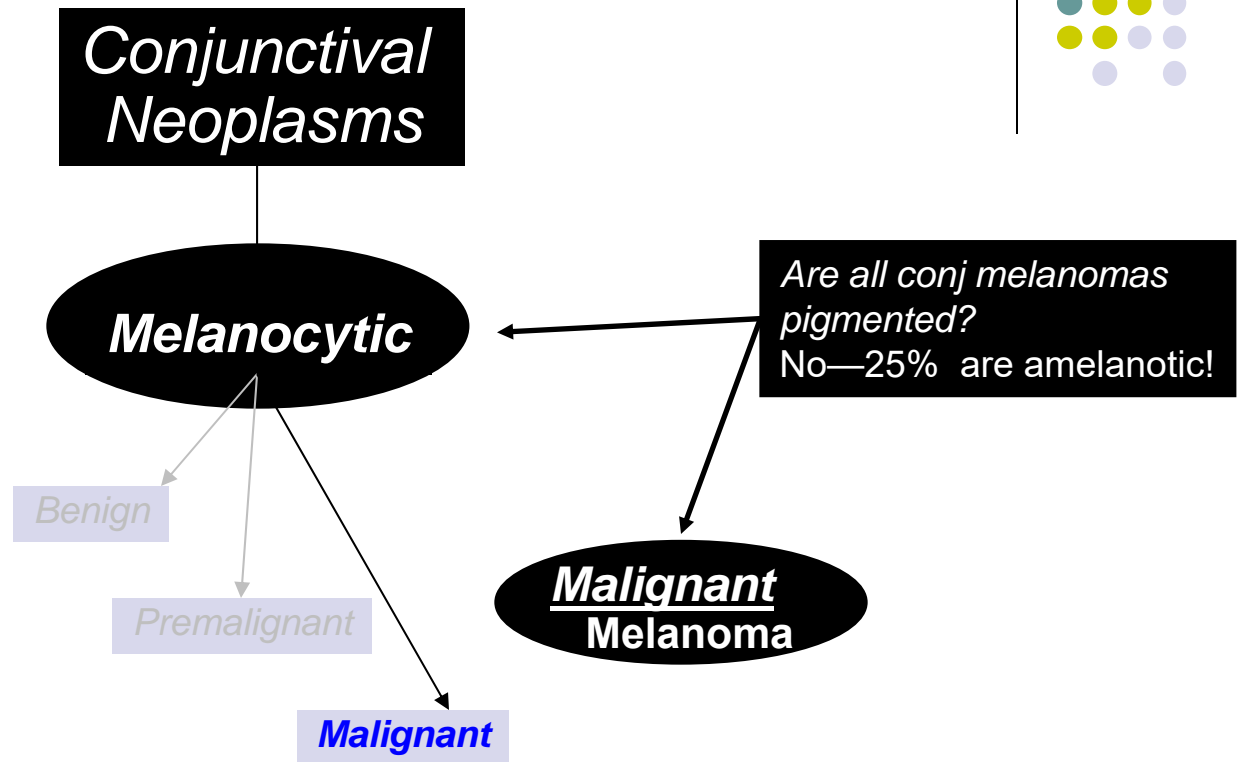 Conjunctival
Neoplasms
Melanocytic
Are all conj melanomas
pigmented?
No—25% are amelanotic!
Benign
Premalignant
Malignant
Malignant
Melanoma